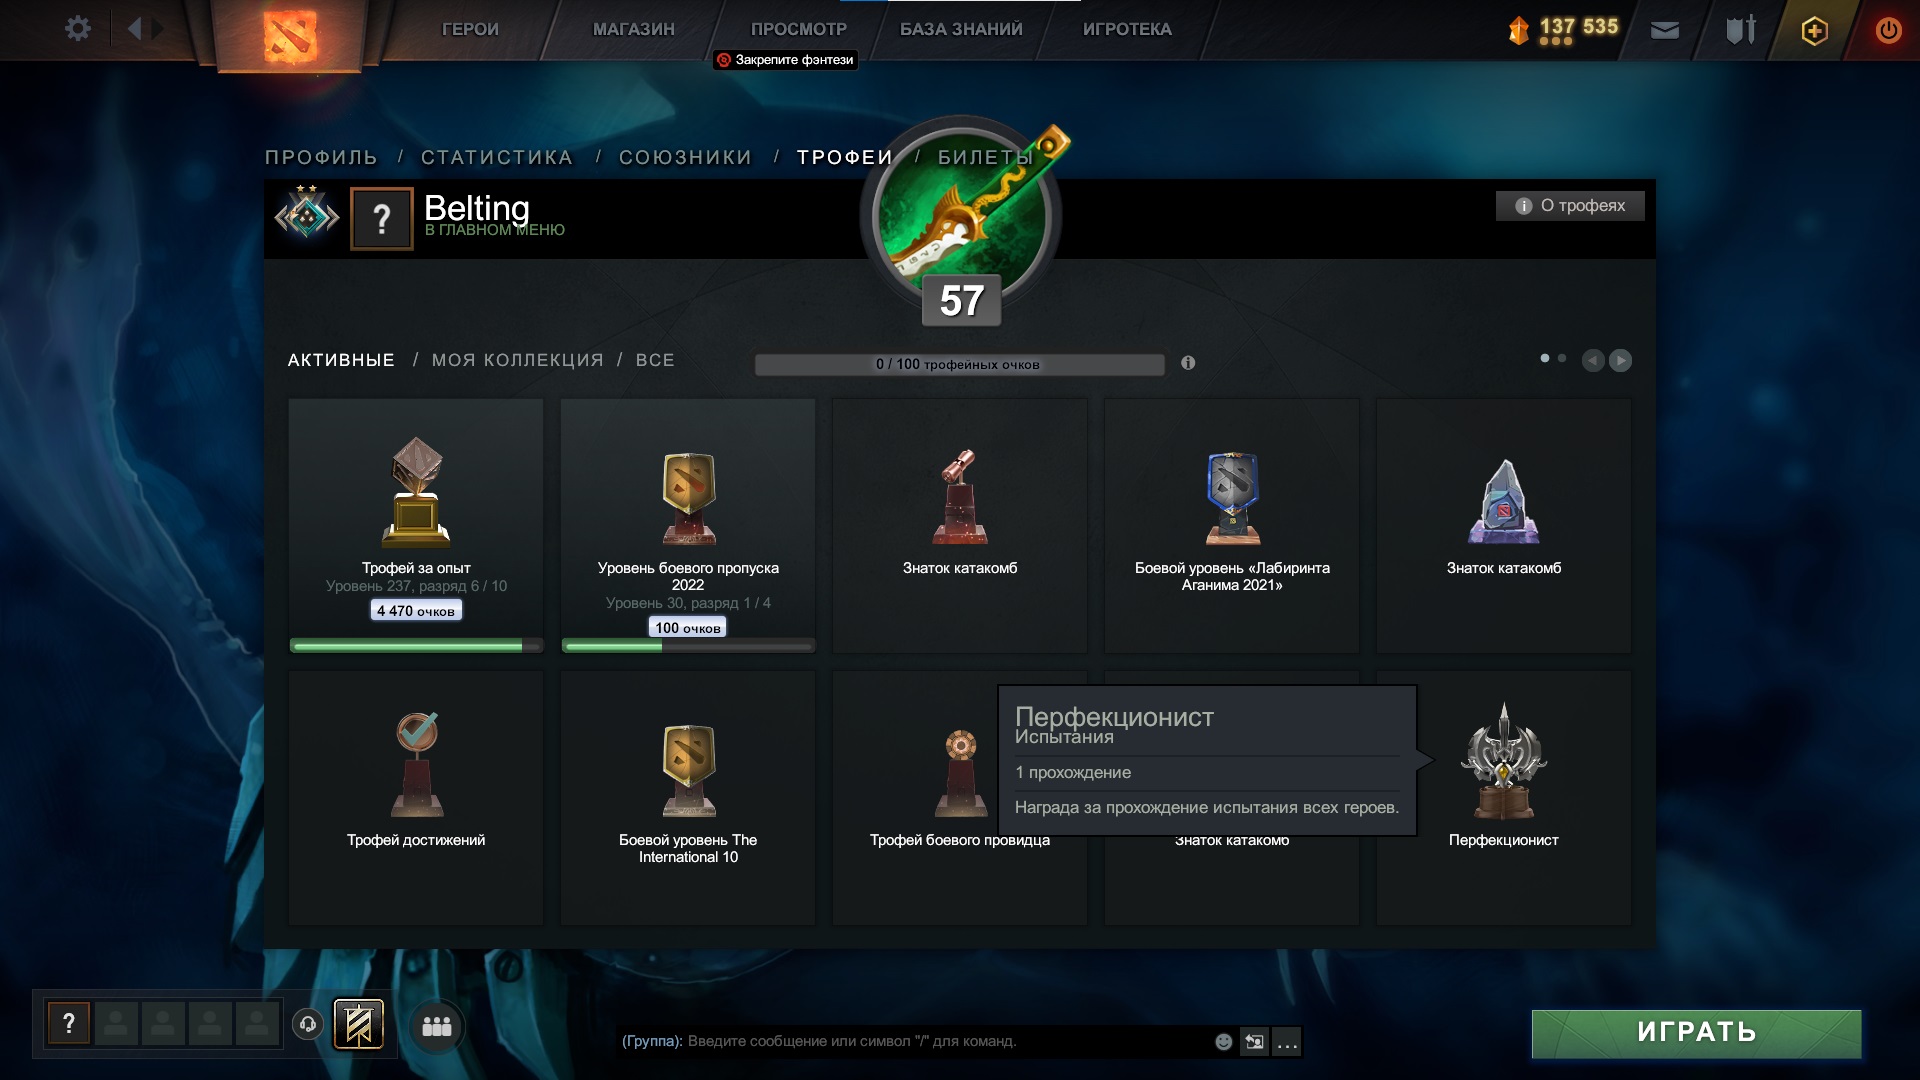 ГЕРОИ
МАГАЗИН
ПРОСМОТР
БАЗА ЗНАНИЙ
ИГРОТЕКА
137 535
Закрепите фэнтези
ПРОФИЛЬ / СТАТИСТИКА / СОЮЗНИКИ / ТРОФЕИ / БИЛЕТЫ
?
Belting
В ГЛАВНОМ МЕНЮ
О трофеях
57
АКТИВНЫЕ / МОЯ КОЛЛЕКЦИЯ / ВСЕ
0 / 100 трофейных очков
Трофей за опыт
Уровень 237, разряд 6 / 10
4 470 очков
Уровень боевого пропуска
2022
Уровень 30, разряд 1 / 4
100 очков
Знаток катакомб
Боевой уровень «Лабиринта
Аганима 2021»
Знаток катакомб
Трофей достижений
Боевой уровень The
International 10
Трофей боевого провидца
Знаток катакомб
Перфекционист
Перфекционист
Испытания
1 прохождение
Награда за прохождение испытания всех героев.
?
(Группа): Введите сообщение или символ "/" для команд.
...
ИГРАТЬ